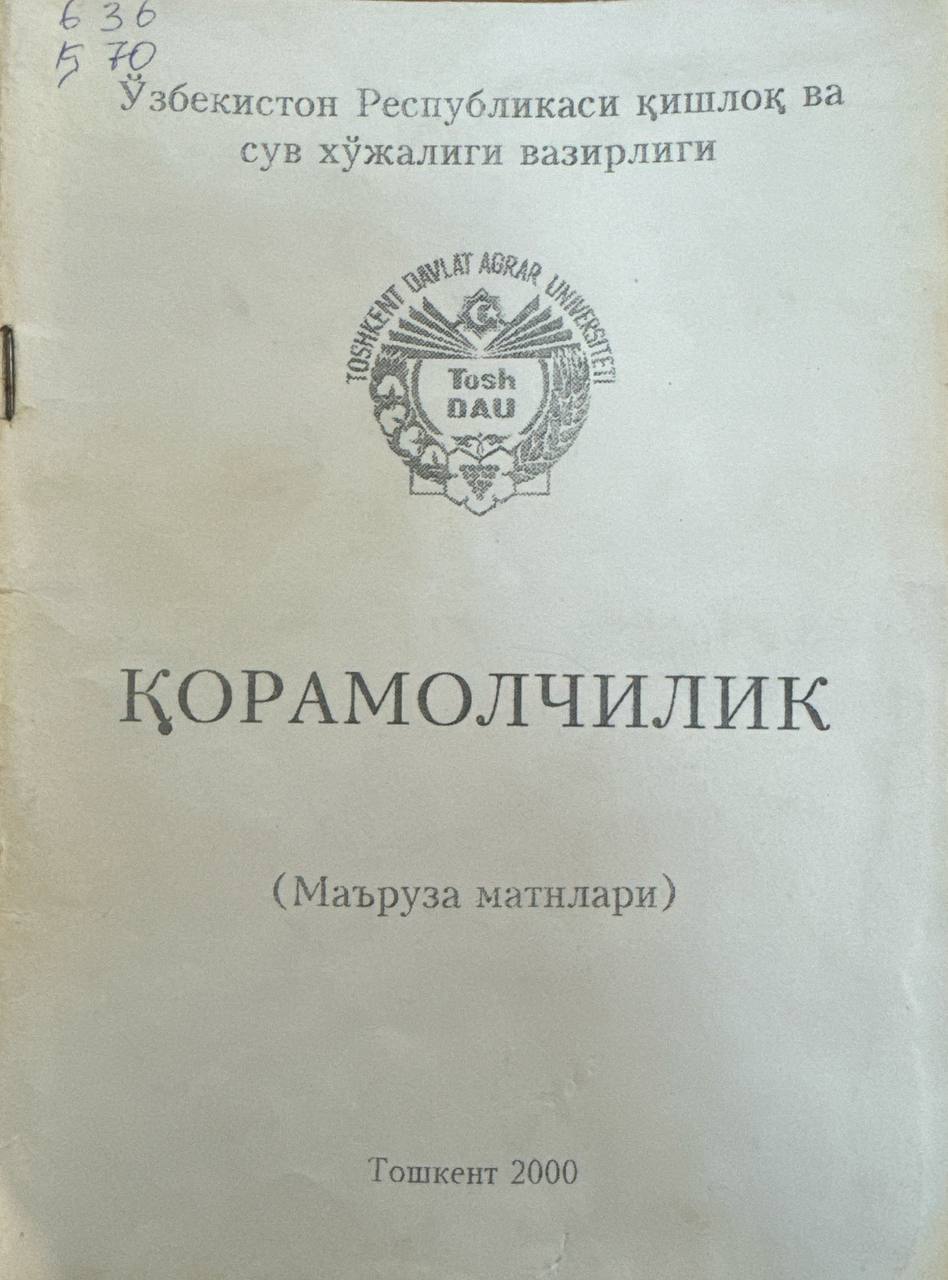 636
Қ 70
Ўзбекистон Республикаси қишлоқ ва
сув хўжалиги вазирлиги
TOSHKENT DAVLAT AGRAR UNIVERSITETI
Tosh
DAU
ҚОРАМОЛЧИЛИК
(Маъруза матнлари)
Тошкент 2000